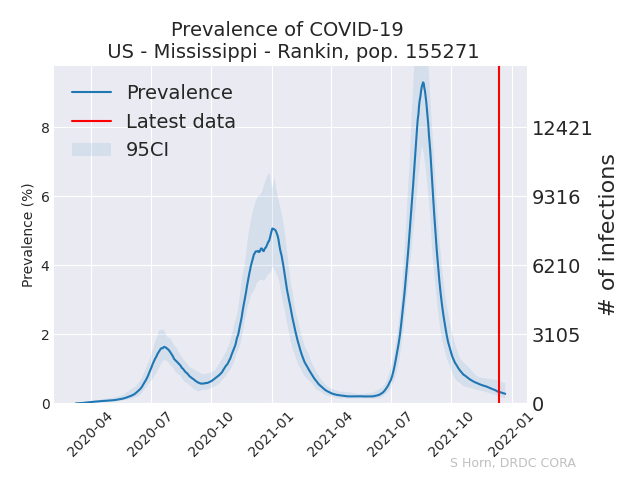 Prevalence of COVID-19
US - Mississippi - Rankin, pop. 155271
Prevalence
Latest data
95CI
Prevalence (%)
8
6
4
2
0
12421
9316
6210
3105
0
# of infections
2020-04
2020-07
2020-10
2021-01
2021-04
2021-07
2021-10
2022-01
S Horn, DRDC CORA